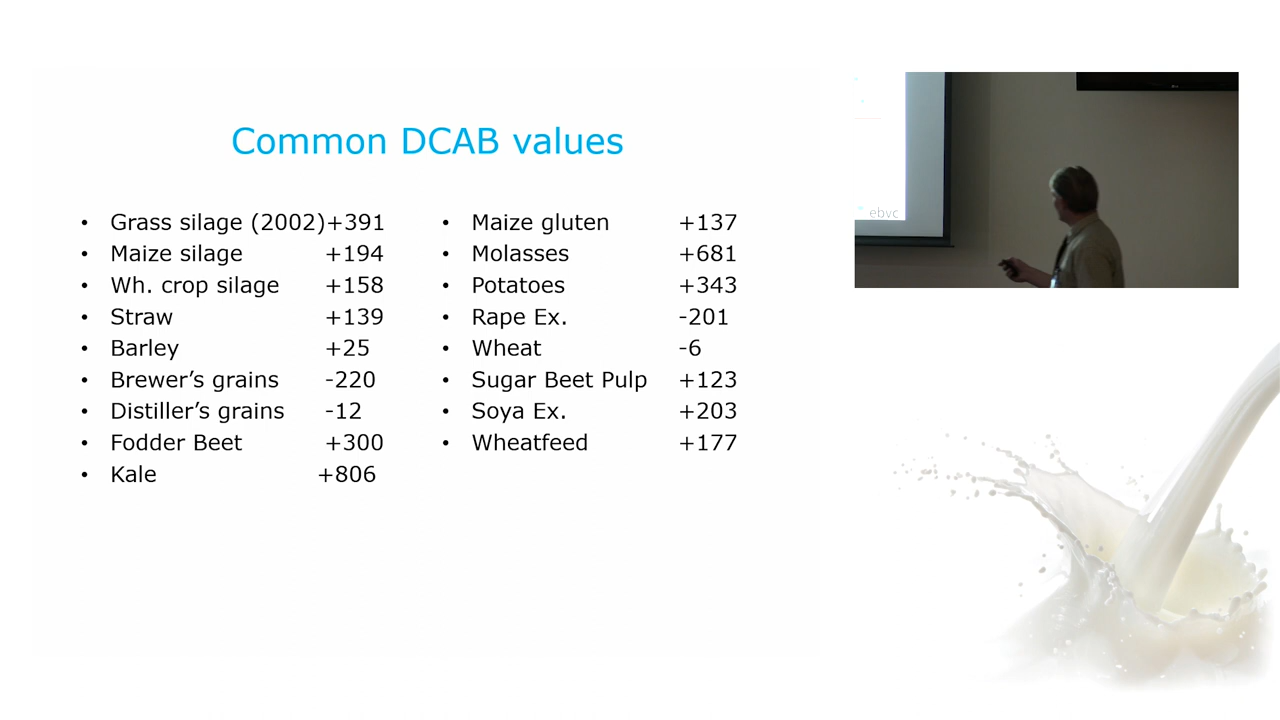 Common DCAB values
• Grass silage (2002)+391
• Maize silage +194
• Wh. crop silage +158
• Straw +139
• Barley +25
• Brewer’s grains -220
• Distiller’s grains -12
• Fodder Beet +300
• Kale +806
• Maize gluten +137
• Molasses +681
• Potatoes +343
• Rape Ex. -201
• Wheat -6
• Sugar Beet Pulp +123
• Soya Ex. +203
• Wheatfeed +177
ebvc